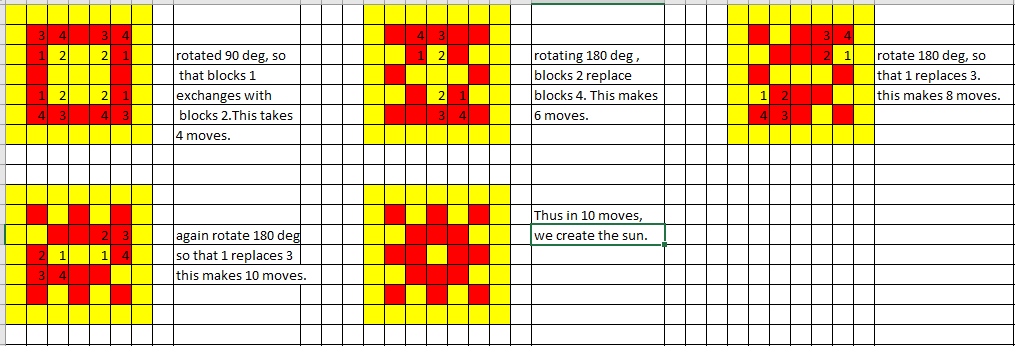 3 4 3 4
1 2 2 1
1 2 2 1
4 3 4 3
rotated 90 deg, so
that blocks 1
exchanges with
blocks 2.This takes
4 moves.
4 3
1 2
2 1
3 4
rotating 180 deg ,
blocks 2 replace
blocks 4. This makes
6 moves.
3 4
2 1
1 2
4 3
rotate 180 deg, so
that 1 replaces 3.
this makes 8 moves.
2 3
2 1 1 4
3 4
again rotate 180 deg
so that 1 replaces 3
this makes 10 moves.
Thus in 10 moves,
we create the sun.